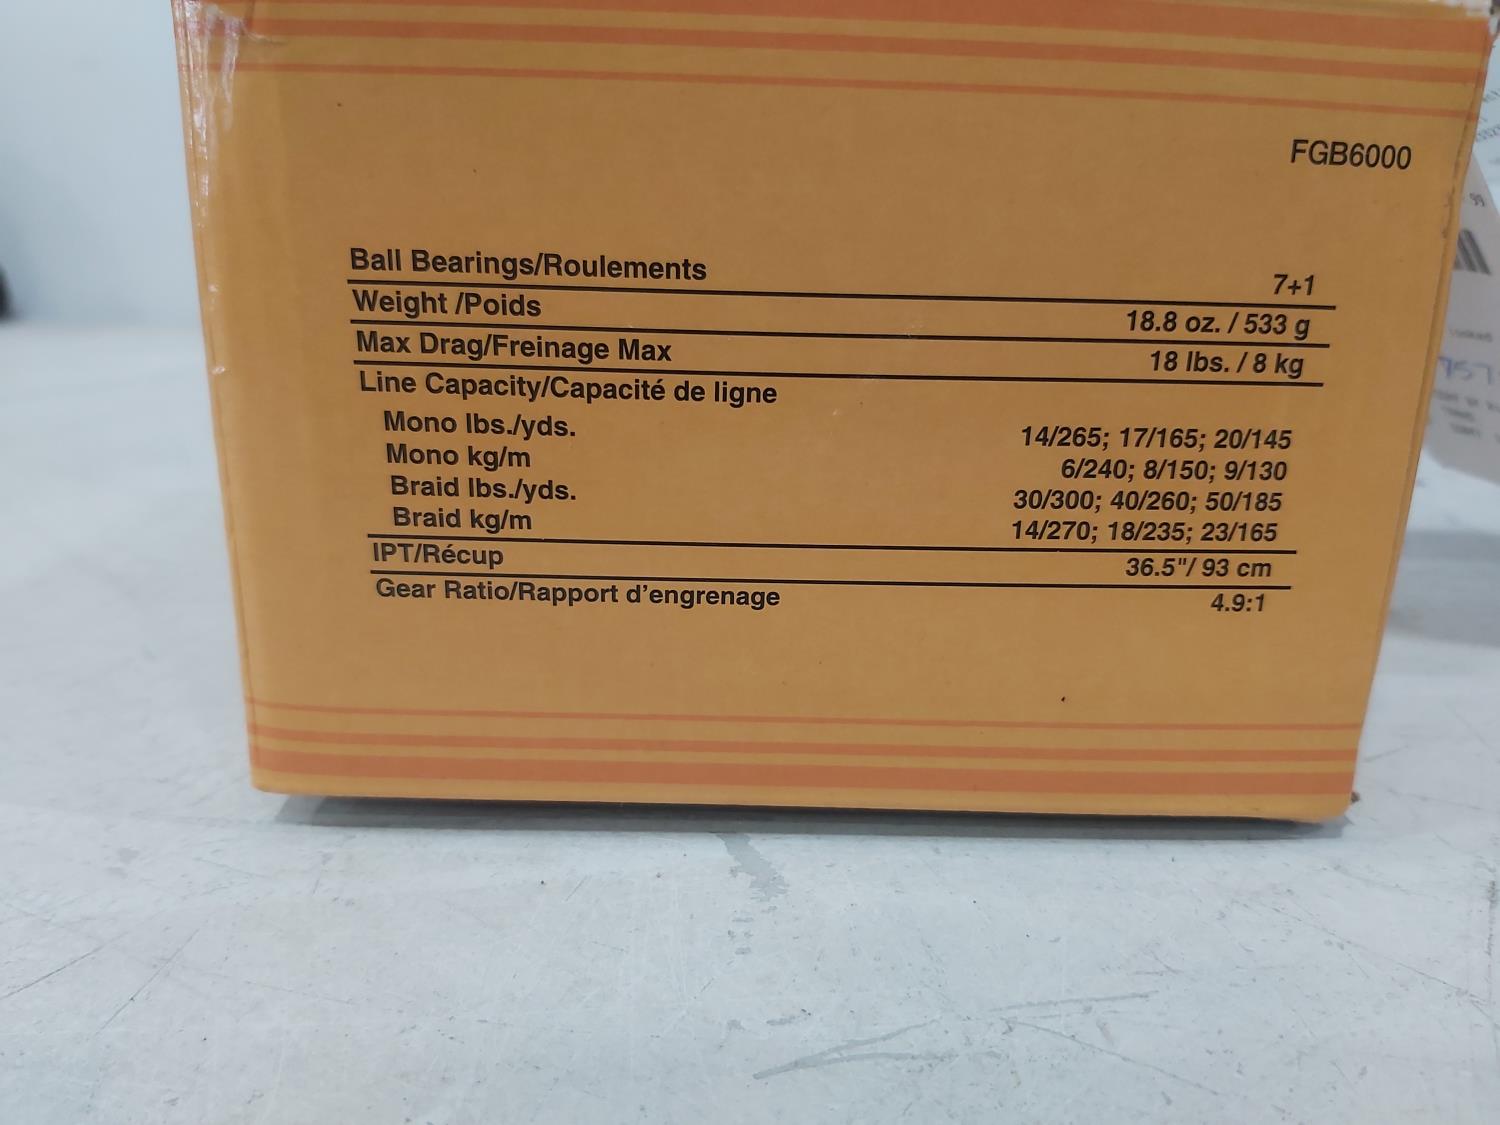 FGB6000
Ball Bearings/Roulements 7+1
Weight /Poids 18.8 oz. / 533 g
Max Drag/Freinage Max 18 lbs. / 8 kg
Line Capacity/Capacité de ligne
Mono lbs./yds. 14/265; 17/165; 20/145
Mono kg/m 6/240; 8/150; 9/130
Braid lbs./yds. 30/300; 40/260; 50/185
Braid kg/m 14/270; 18/235; 23/165
IPT/Récup 36.5"/ 93 cm
Gear Ratio/Rapport d'engrenage 4.9:1